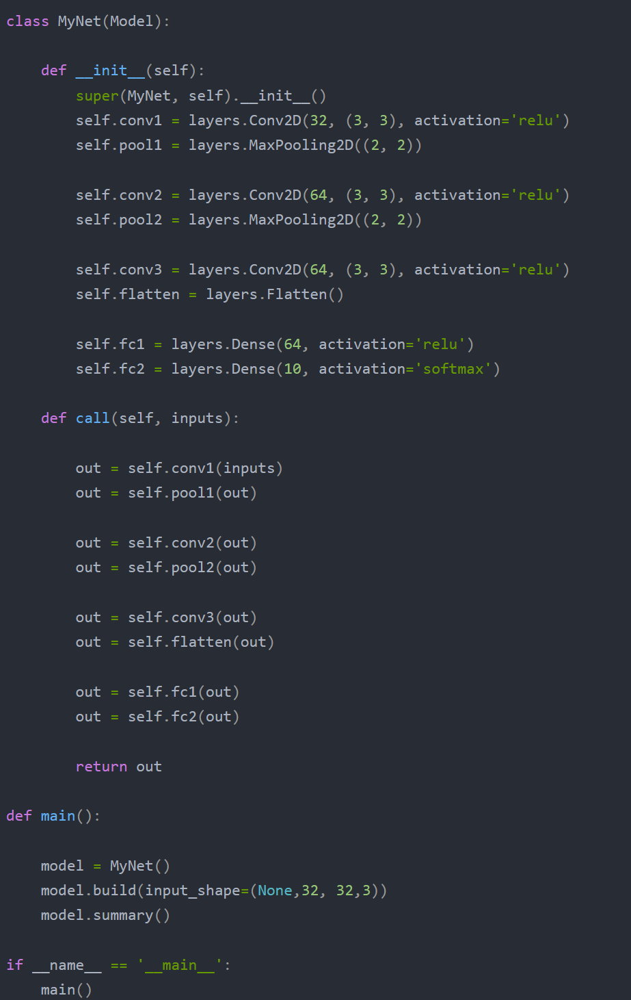 class MyNet(Model):
    def __init__(self):
        super(MyNet, self).__init__()
        self.conv1 = layers.Conv2D(32, (3, 3), activation='relu')
        self.pool1 = layers.MaxPooling2D((2, 2))
        self.conv2 = layers.Conv2D(64, (3, 3), activation='relu')
        self.pool2 = layers.MaxPooling2D((2, 2))
        self.conv3 = layers.Conv2D(64, (3, 3), activation='relu')
        self.flatten = layers.Flatten()
        self.fc1 = layers.Dense(64, activation='relu')
        self.fc2 = layers.Dense(10, activation='softmax')
    def call(self, inputs):
        out = self.conv1(inputs)
        out = self.pool1(out)
        out = self.conv2(out)
        out = self.pool2(out)
        out = self.conv3(out)
        out = self.flatten(out)
        out = self.fc1(out)
        out = self.fc2(out)
        return out
def main():
    model = MyNet()
    model.build(input_shape=(None,32, 32,3))
    model.summary()
if __name__ == '__main__':
    main()